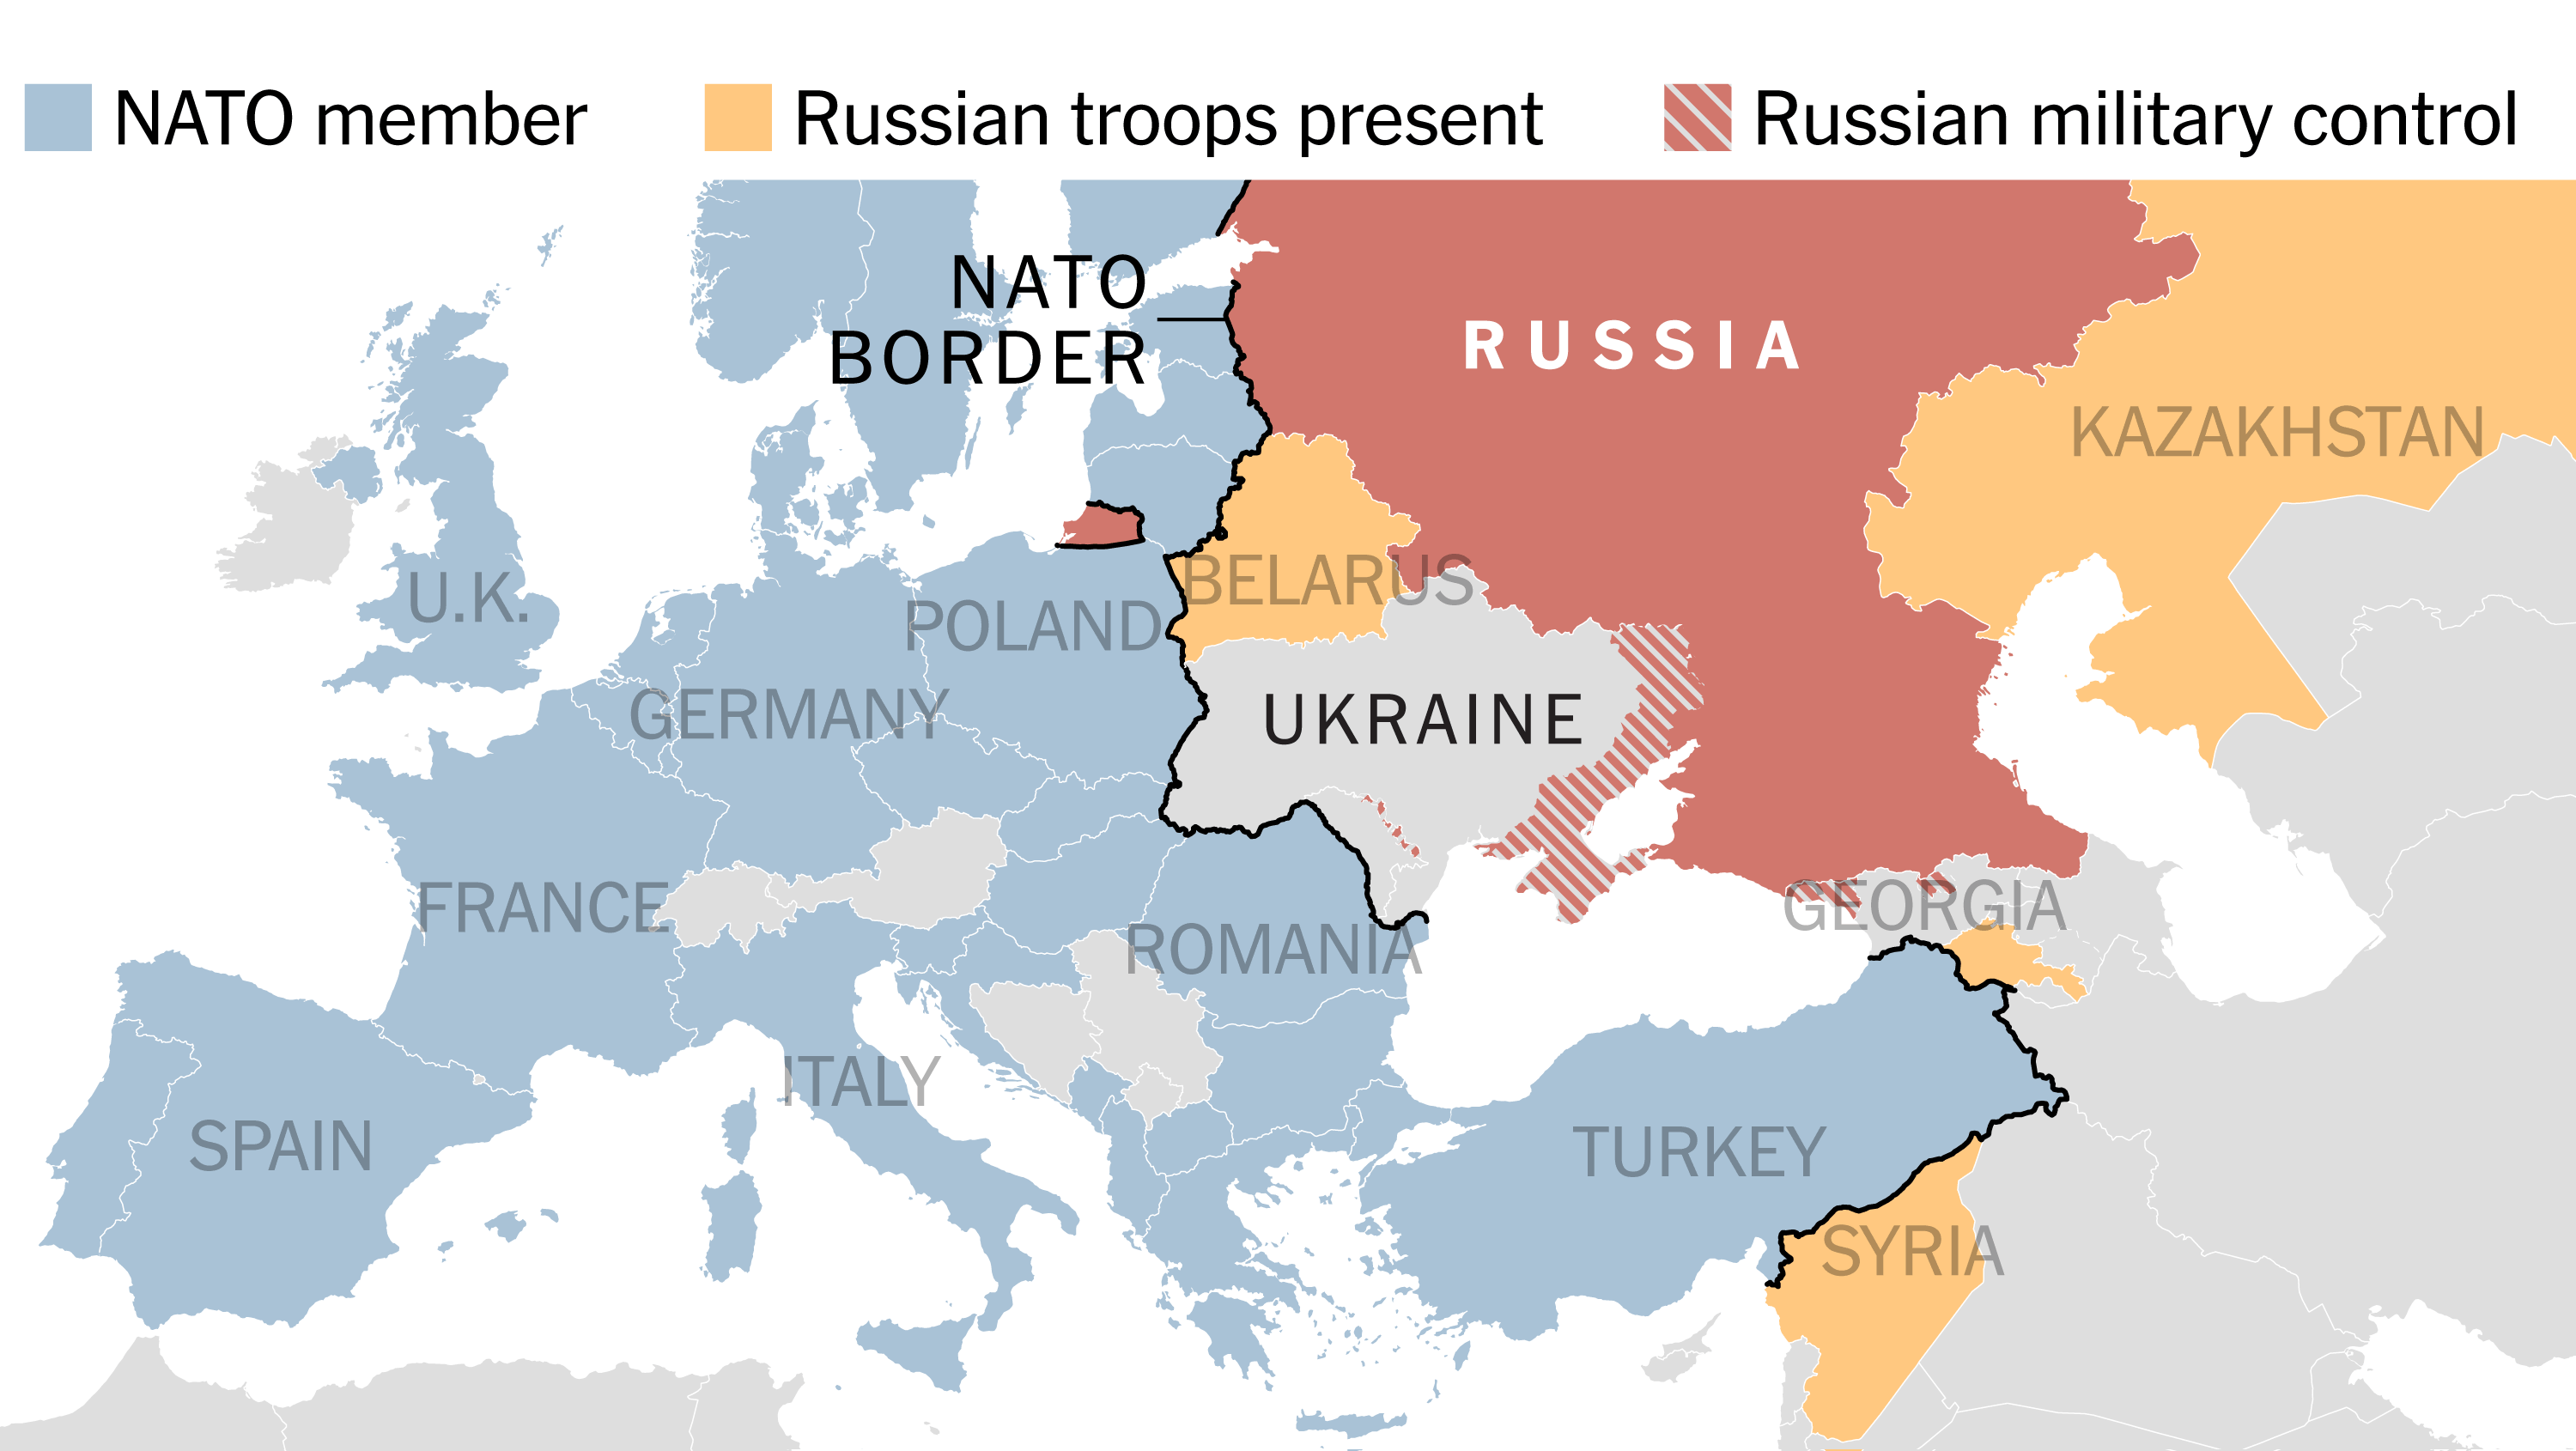 NATO member
Russian troops present
Russian military control
NATO
BORDER
RUSSIA
KAZAKHSTAN
BELARUS
U.K.
POLAND
GERMANY
UKRAINE
FRANCE
GEORGIA
ROMANIA
ITALY
SPAIN
TURKEY
SYRIA